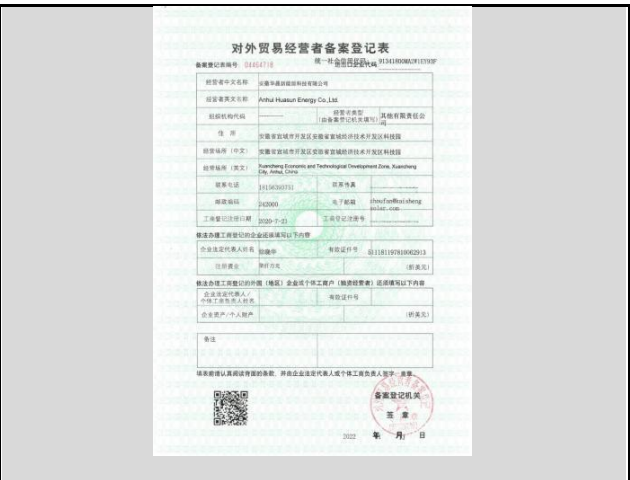 对外贸易经营者备案登记表
备案登记表编号: 04454718
统一社会信用代码
经营者中文名称 安徽华晟新能源科技有限公司
经营者英文名称 Anhui Huasun Energy Co.,Ltd.
组织机构代码
经营者类型
(由备案登记机关填写)
其他有限责任公司
住 所 安徽省宣城市开发区安徽省宣城经济技术开发区科技园
经营场所(中文) 安徽省宣城市开发区安徽省宣城经济技术开发区科技园
经营场所(英文) Xuancheng Economic and Technological Development Zone, Xuancheng City, Anhui, China
联系电话
联系传真
邮政编码 242000
电子邮箱
工商登记注册日期 2020-7-21
工商登记注册号
依法办理工商登记的企业还须填写以下内容
企业法定代表人姓名
有效证件号
注册资金
(折美元)
依法办理工商登记的外国(地区)企业或个体工商户(独资经营者)还须填写以下内容
企业法定代表人/
个体工商负责人姓名
有效证件号
企业资产/个人财产
(折美元)
备注
填表前请认真阅读背面的条款,并由企业法定代表人或个体工商负责人签字、盖章。
备案登记机关
签 章
2022 年 月 日